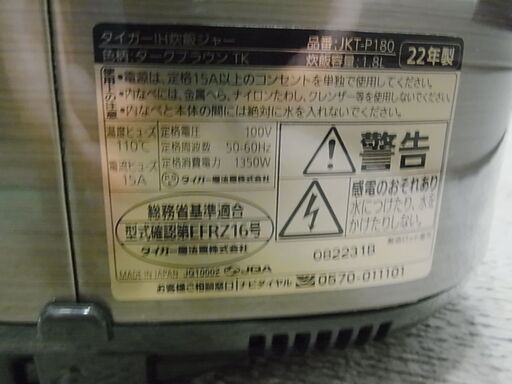 タイガーIH炊飯ジャー 品番:JKT-P180 22年製
色柄:ダークブラウン TK 炊飯容量:1.8L
使用上の注意
●電源は、定格15A以上のコンセントを単独で使用してください。
●内なべには、金属へら、ナイロンたわし、クレンザー等を使用しないでください。
●内なべと本体の間には絶対に水を入れないでください。
温度ヒューズ 110℃
電流ヒューズ 15A
定格電圧 100V
定格周波数 50-60Hz
定格消費電力 1350W
タイガー魔法瓶株式会社
警告
感電のおそれあり
水につけたり、水を
かけたりしない
総務省基準適合
型式確認第EFRZ16号
タイガー魔法瓶株式会社
082231B
MADE IN JAPAN JQ10002 JQA
お客様ご相談窓口 ナビダイヤル 0570-011101